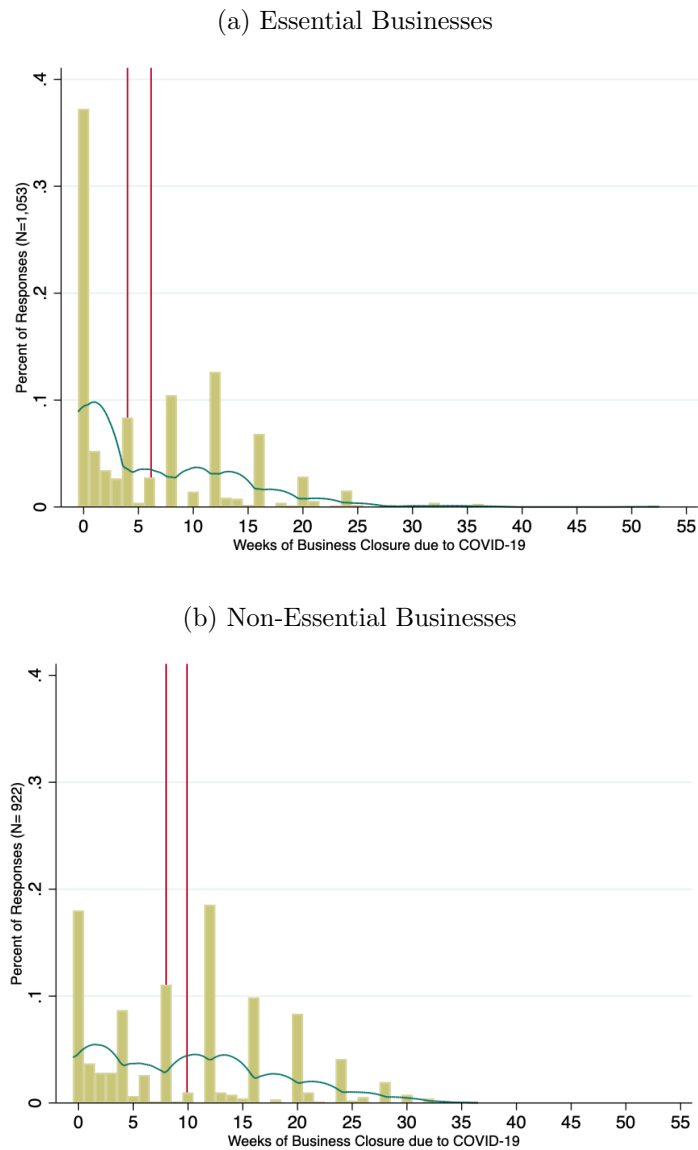 (a) Essential Businesses
.4
.3
.2
.1
0
Percent of Responses (N=1,053)
0 5 10 15 20 25 30 35 40 45 50 55
Weeks of Business Closure due to COVID-19
(b) Non-Essential Businesses
.4
.3
.2
.1
0
Percent of Responses (N= 922)
0 5 10 15 20 25 30 35 40 45 50 55
Weeks of Business Closure due to COVID-19